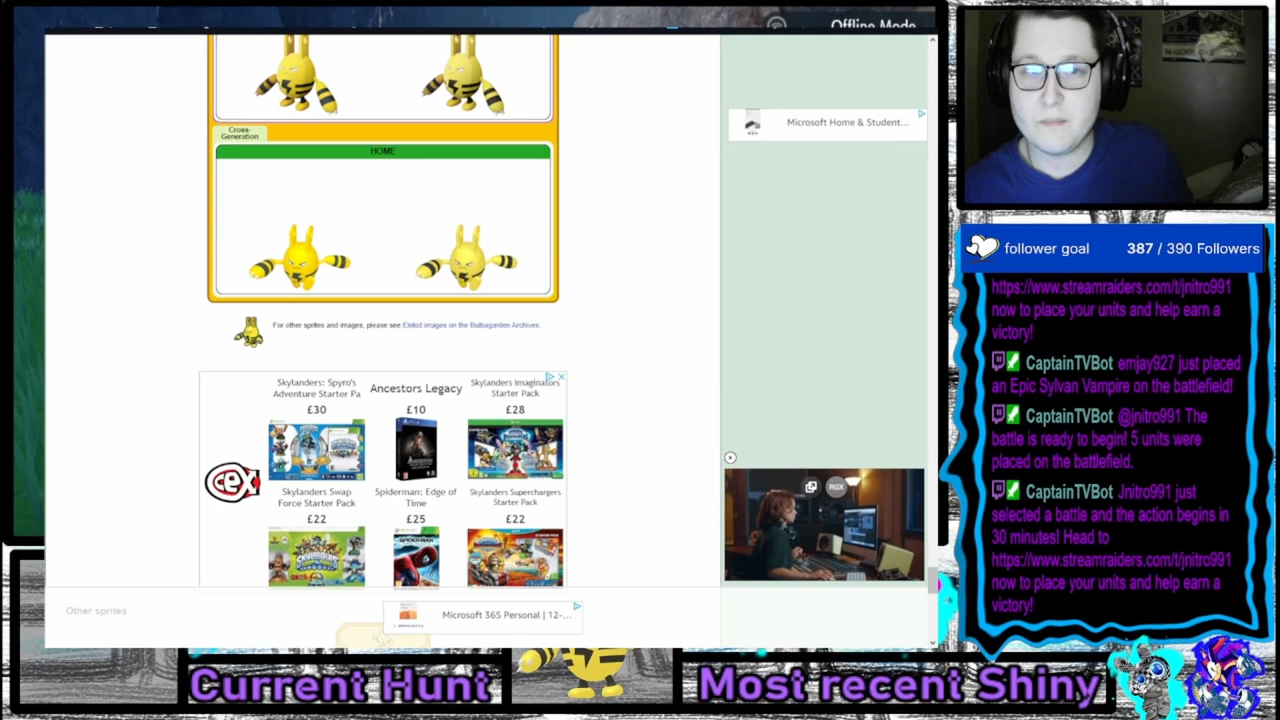 Offline Mode
Cross-
Generation
HOME
For other sprites and images, please see Elekid images on the Bulbagarden Archives.
Microsoft Home & Student...
Skylanders: Spyro's
Adventure Starter Pa
£30
Ancestors Legacy
£10
Skylanders Imaginators
Starter Pack
£28
cex
Skylanders Swap
Force Starter Pack
£22
Spiderman: Edge of
Time
£25
Skylanders Superchargers
Starter Pack
£22
RGX
Other sprites
Microsoft 365 Personal | 12-...
follower goal 387 / 390 Followers
https://www.streamraiders.com/t/jnitro991
now to place your units and help earn a
victory!
CaptainTVBot emjay927 just placed
an Epic Sylvan Vampire on the battlefield!
CaptainTVBot @jnitro991 The
battle is ready to begin! 5 units were
placed on the battlefield.
CaptainTVBot Jnitro991 just
selected a battle and the action begins in
30 minutes! Head to
https://www.streamraiders.com/t/jnitro991
now to place your units and help earn a
victory!
Current Hunt
Most recent Shiny